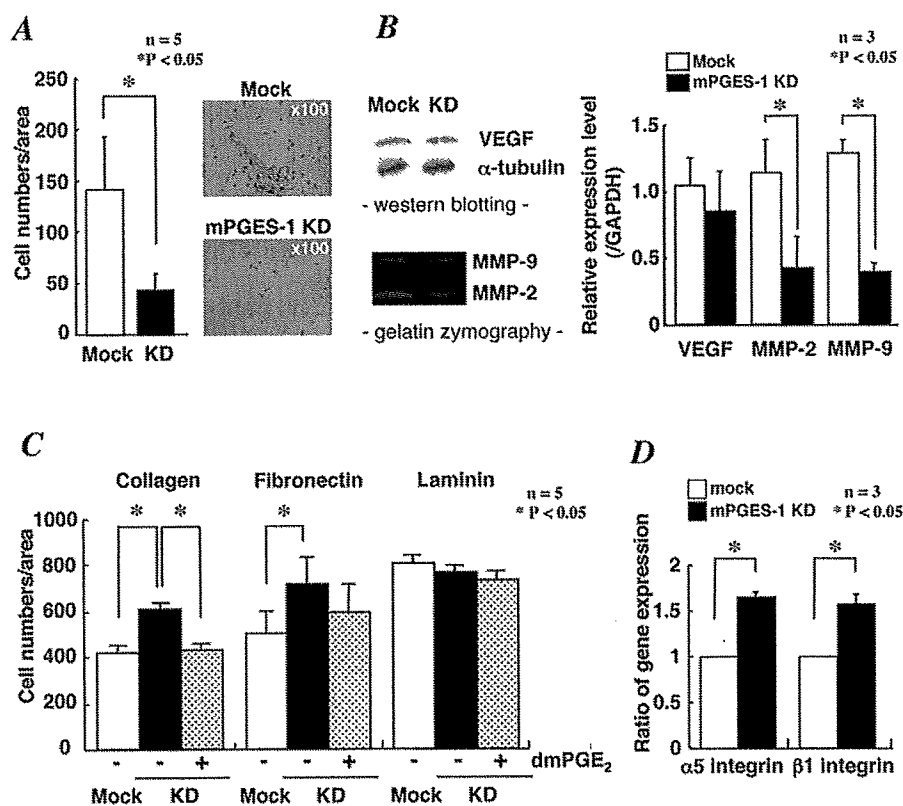 A
n = 5
*P < 0.05
Cell numbers/area
250
200
150
100
50
0
*
Mock KD
Mock
x100
mPGES-1 KD
x100
B
Mock KD
VEGF
α-tubulin
- western blotting -
MMP-9
MMP-2
- gelatin zymography -
n = 3
*P < 0.05
Mock
mPGES-1 KD
Relative expression level
(/GAPDH)
1.5
1.0
0.5
0
* *
VEGF MMP-2 MMP-9
C
Collagen Fibronectin Laminin
n = 5
* P < 0.05
Cell numbers/area
1000
800
600
400
200
0
* * *
- - + - - + - - + dmPGE₂
Mock KD Mock KD Mock KD
D
mock
mPGES-1 KD
n = 3
* P < 0.05
Ratio of gene expression
2
1.5
1
0.5
0
* *
α5 integrin β1 integrin